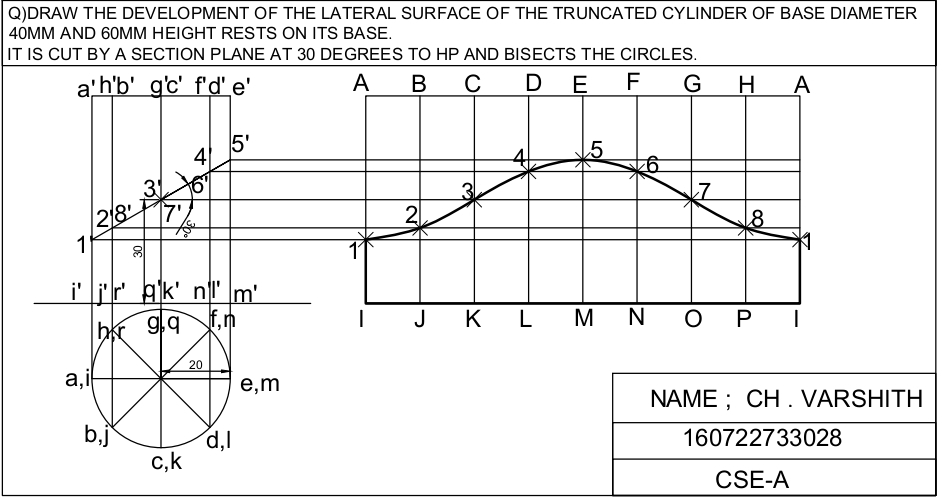 Q)DRAW THE DEVELOPMENT OF THE LATERAL SURFACE OF THE TRUNCATED CYLINDER OF BASE DIAMETER
40MM AND 60MM HEIGHT RESTS ON ITS BASE.
IT IS CUT BY A SECTION PLANE AT 30 DEGREES TO HP AND BISECTS THE CIRCLES.
a' h'b' g'c' f'd' e'
A B C D E F G H A
5'
4'
3' 6'
2'8' 7'
1'
30°
30
4 5 6
3 7
2 8
1 1
i' j' r' q'k' n'l' m'
I J K L M N O P I
h,r g,q f,n
20
a,i e,m
b,j d,l
c,k
NAME ; CH . VARSHITH
160722733028
CSE-A